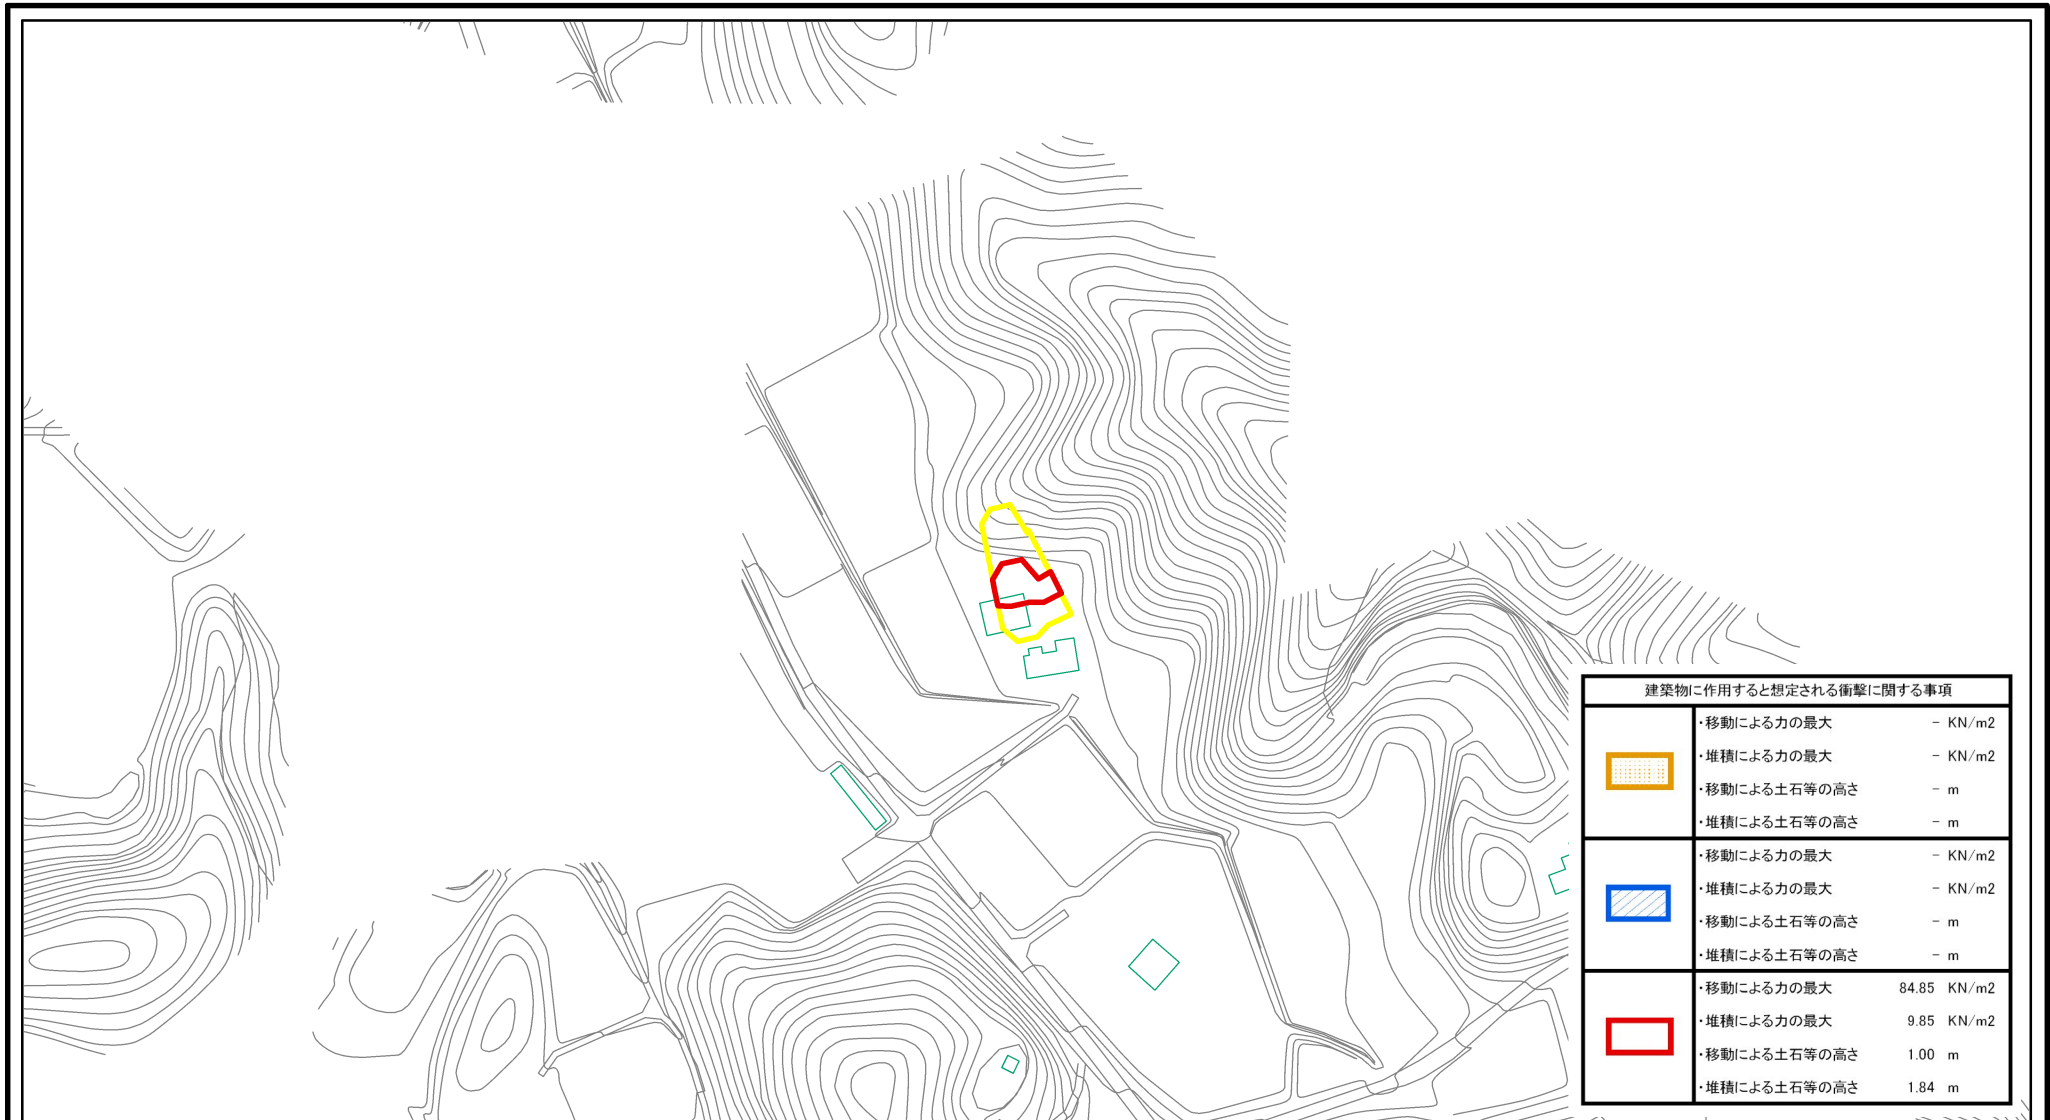 建築物に作用すると想定される衝撃に関する事項
・移動による力の最大 － KN/m2
・堆積による力の最大 － KN/m2
・移動による土石等の高さ － m
・堆積による土石等の高さ － m
・移動による力の最大 － KN/m2
・堆積による力の最大 － KN/m2
・移動による土石等の高さ － m
・堆積による土石等の高さ － m
・移動による力の最大 84.85 KN/m2
・堆積による力の最大 9.85 KN/m2
・移動による土石等の高さ 1.00 m
・堆積による土石等の高さ 1.84 m